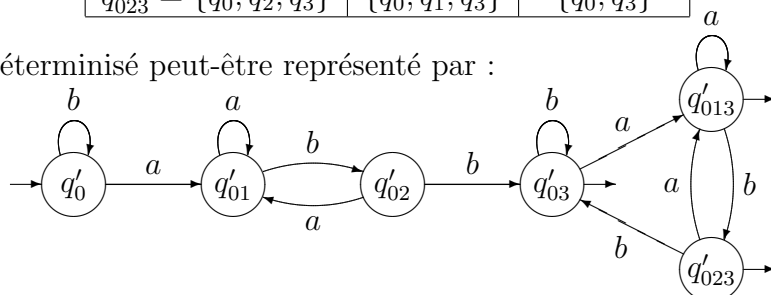 q′023 = {q0, q2, q3} {q0, q1, q3} {q0, q3}
éterminisé peut-être représenté par :
a
b a b b b a
q′013
q′0 a q′01 q′02 b q′03
a b
a b
q′023